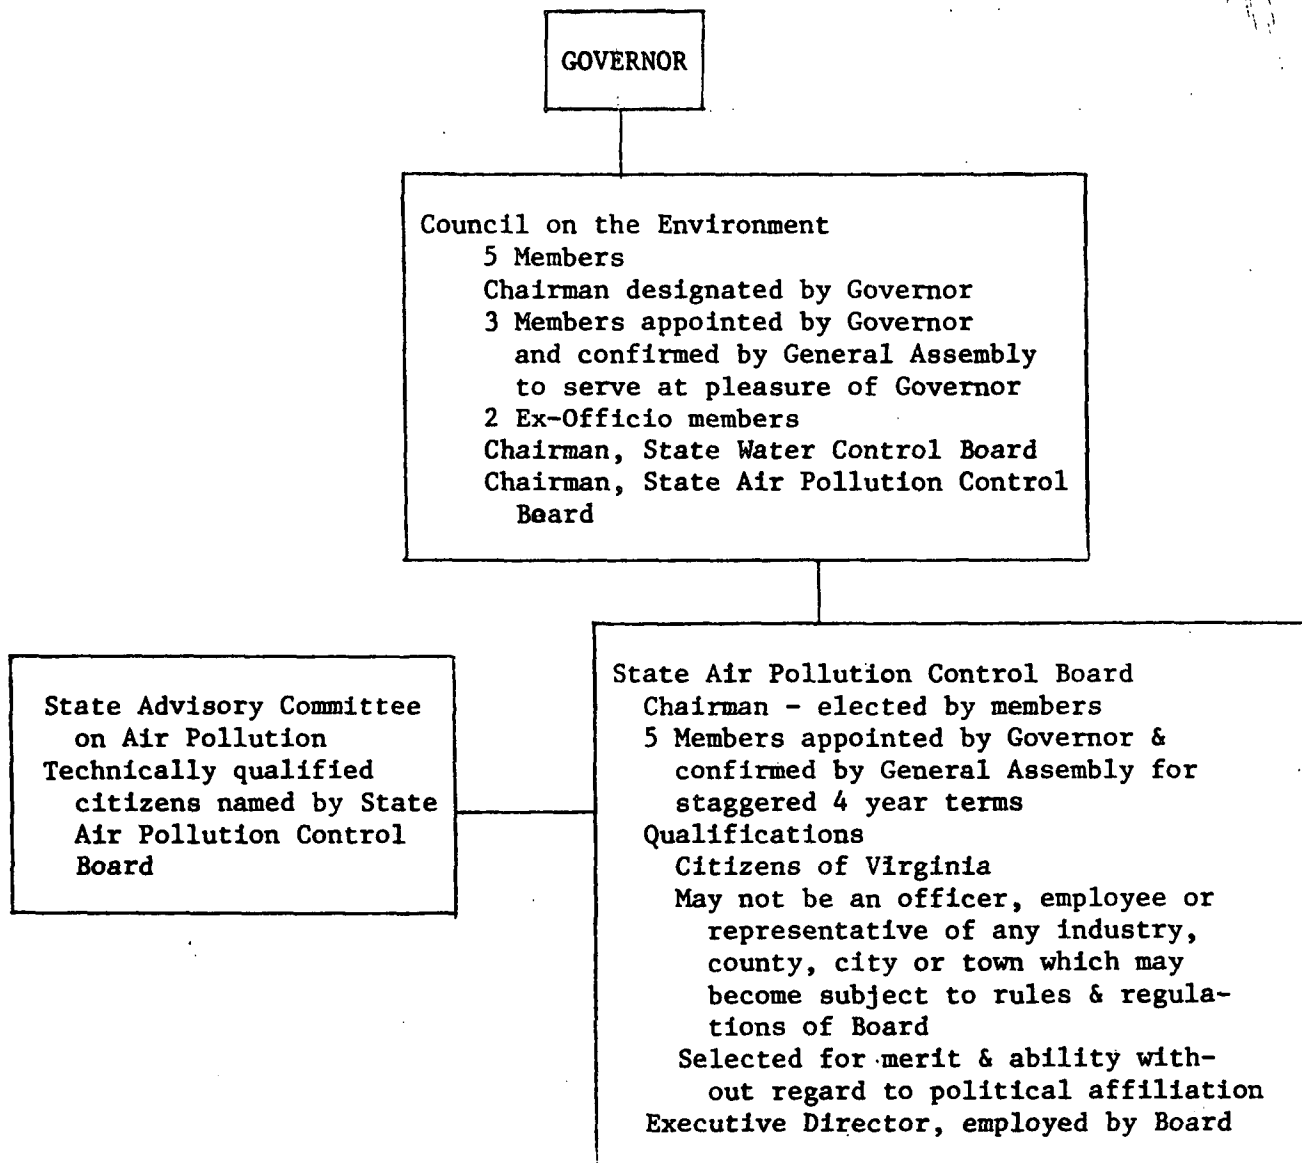 GOVERNOR
Council on the Environment
5 Members
Chairman designated by Governor
3 Members appointed by Governor
and confirmed by General Assembly
to serve at pleasure of Governor
2 Ex-Officio members
Chairman, State Water Control Board
Chairman, State Air Pollution Control
Board
State Advisory Committee
on Air Pollution
Technically qualified
citizens named by State
Air Pollution Control
Board
State Air Pollution Control Board
Chairman - elected by members
5 Members appointed by Governor &
confirmed by General Assembly for
staggered 4 year terms
Qualifications
Citizens of Virginia
May not be an officer, employee or
representative of any industry,
county, city or town which may
become subject to rules & regula-
tions of Board
Selected for merit & ability with-
out regard to political affiliation
Executive Director, employed by Board